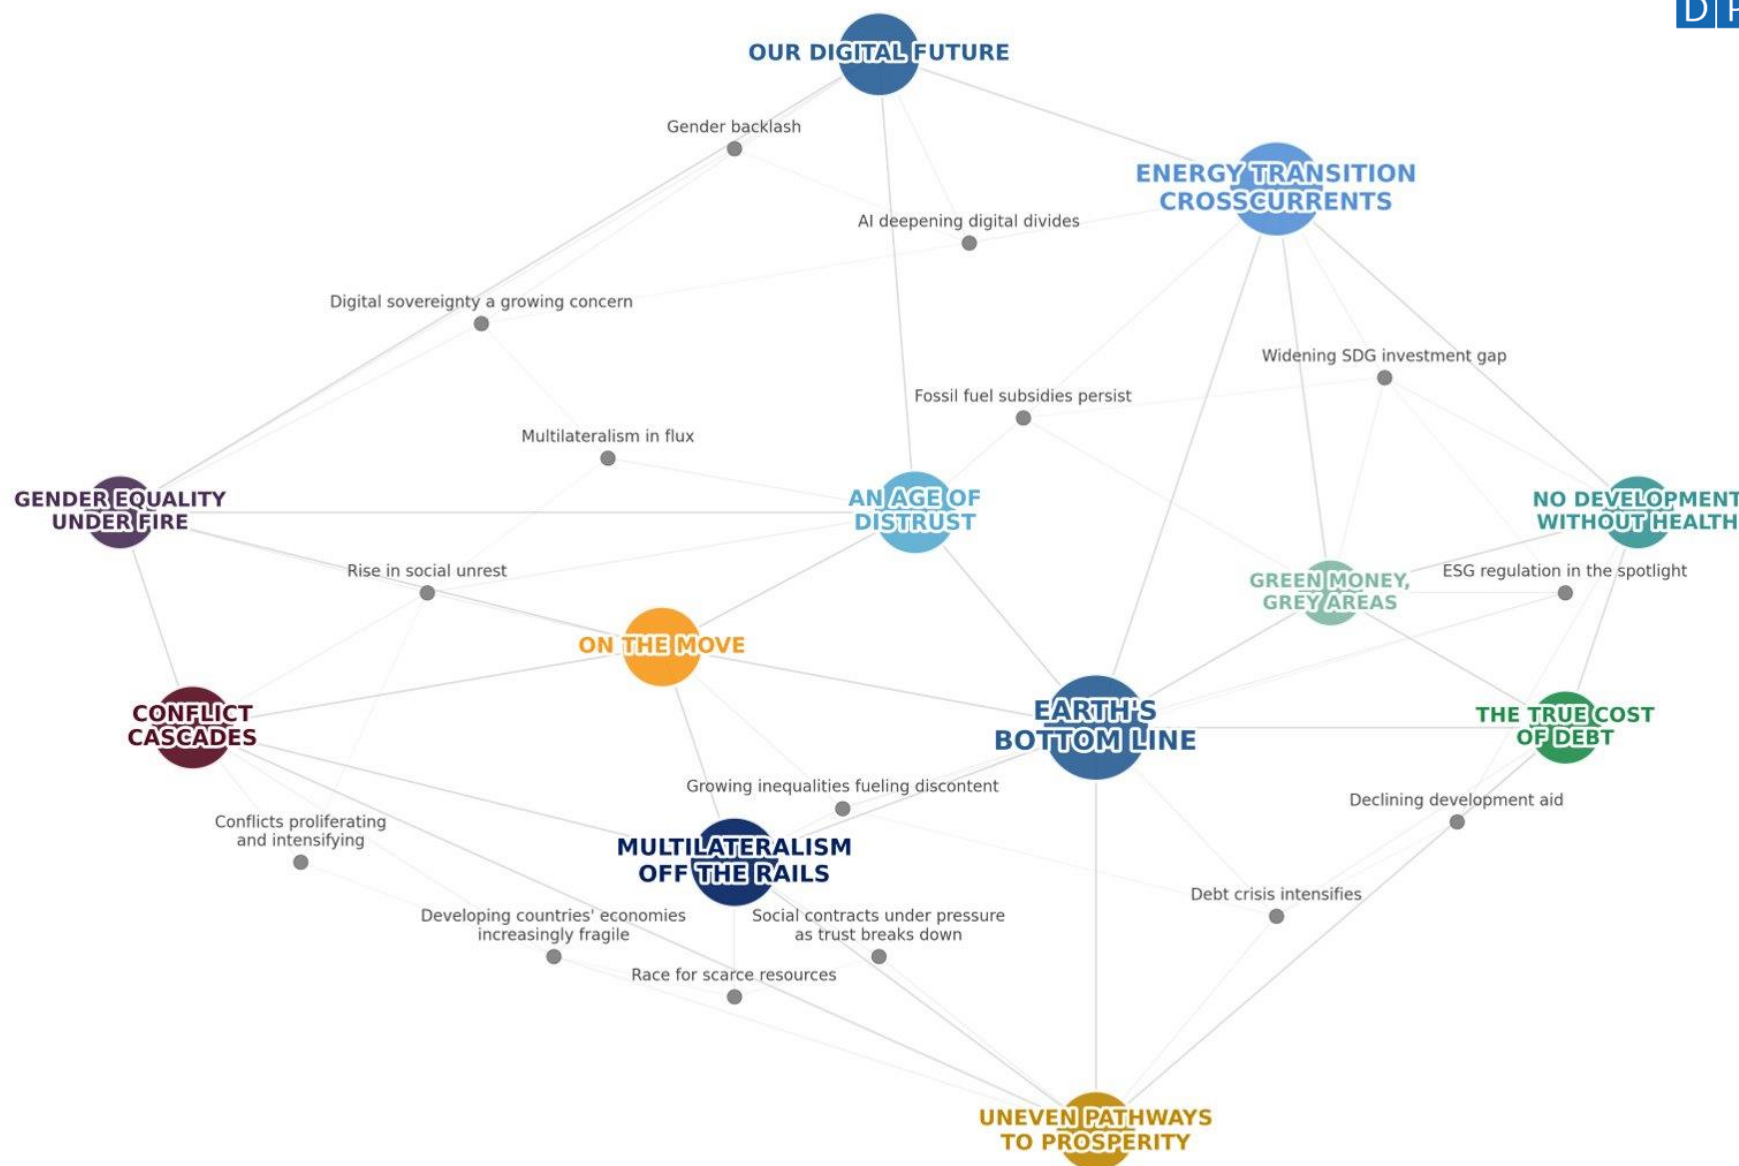 D P
OUR DIGITAL FUTURE
Gender backlash
ENERGY TRANSITION
CROSSCURRENTS
AI deepening digital divides
Digital sovereignty a growing concern
Widening SDG investment gap
Fossil fuel subsidies persist
Multilateralism in flux
GENDER EQUALITY
UNDER FIRE
AN AGE OF
DISTRUST
NO DEVELOPMENT
WITHOUT HEALTH
Rise in social unrest
GREEN MONEY,
GREY AREAS
ESG regulation in the spotlight
ON THE MOVE
CONFLICT
CASCADES
EARTH'S
BOTTOM LINE
THE TRUE COST
OF DEBT
Growing inequalities fueling discontent
Declining development aid
Conflicts proliferating
and intensifying
MULTILATERALISM
OFF THE RAILS
Debt crisis intensifies
Developing countries' economies
increasingly fragile
Social contracts under pressure
as trust breaks down
Race for scarce resources
UNEVEN PATHWAYS
TO PROSPERITY